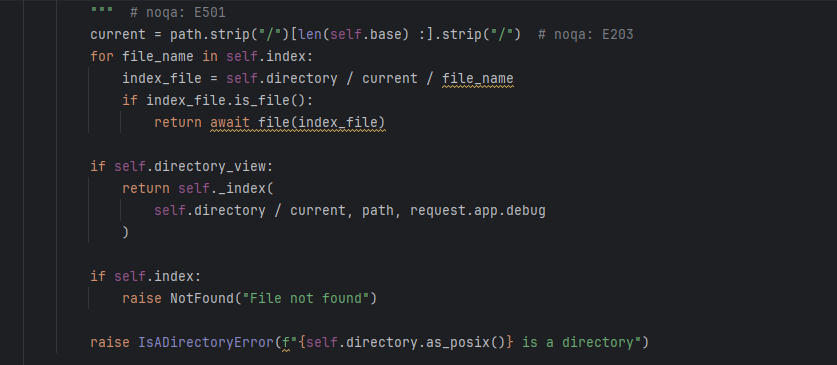 """  # noqa: E501
current = path.strip("/")[len(self.base) :].strip("/")  # noqa: E203
for file_name in self.index:
    index_file = self.directory / current / file_name
    if index_file.is_file():
        return await file(index_file)
if self.directory_view:
    return self._index(
        self.directory / current, path, request.app.debug
    )
if self.index:
    raise NotFound("File not found")
raise IsADirectoryError(f"{self.directory.as_posix()} is a directory")